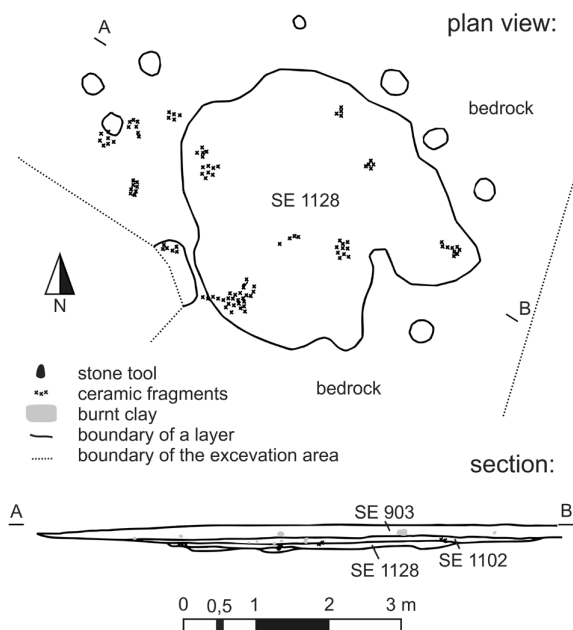 plan view:
A
bedrock
SE 1128
B
N
bedrock
stone tool
ceramic fragments
burnt clay
boundary of a layer
boundary of the excevation area
section:
A
SE 903
B
SE 1102
SE 1128
0 0,5 1 2 3 m